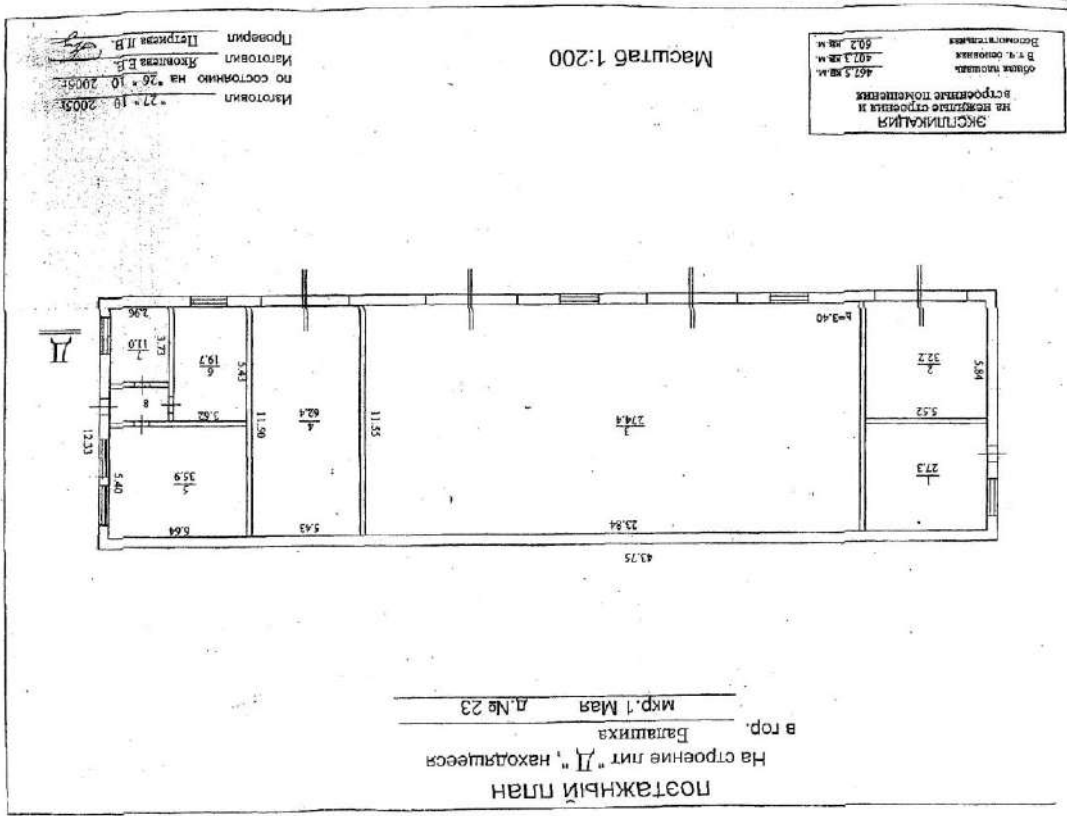 ПОЭТАЖНЫЙ ПЛАН
На строение лит "Д", находящееся
в гор. Балашиха
мкр.1 Мая д.№ 23
43.75
23.84
5.43
6.64
1
27.3
5.52
2
32.2
5.84
3
274.4
h=3.40
11.55
4
62.4
11.50
5
35.9
5.40
12.33
3.62
6
19.7
5.43
8
7
11.0
3.73
2.96
Д
ЭКСПЛИКАЦИЯ
на нежилые строения и
встроенные помещения
общая площадь 467.5 кв.м.
В т.ч. основная 407.3 кв.м.
Вспомогательная 60.2 кв.м.
Масштаб 1:200
Изготовил "27" 10 2005г
по состоянию на "26" 10 2005г
Изготовил Яковлева Е.Е
Проверил Петриева Л.В.